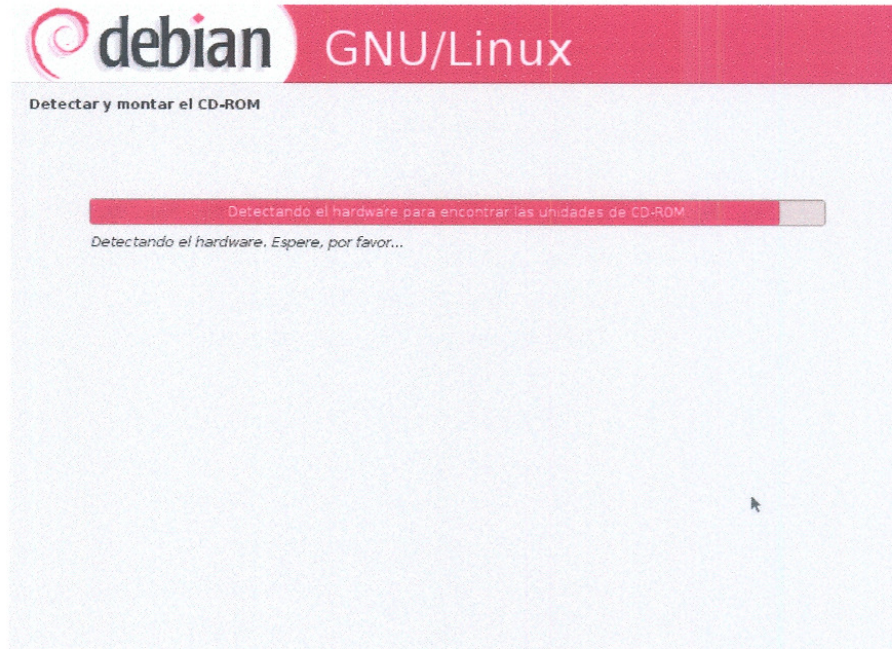 debian GNU/Linux
Detectar y montar el CD-ROM
Detectando el hardware para encontrar las unidades de CD-ROM
Detectando el hardware. Espere, por favor...